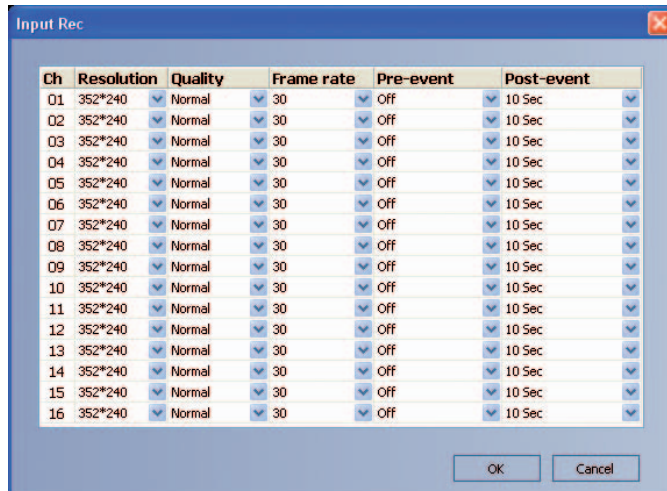 Input Rec
Ch Resolution Quality Frame rate Pre-event Post-event
01 352*240 Normal 30 Off 10 Sec
02 352*240 Normal 30 Off 10 Sec
03 352*240 Normal 30 Off 10 Sec
04 352*240 Normal 30 Off 10 Sec
05 352*240 Normal 30 Off 10 Sec
06 352*240 Normal 30 Off 10 Sec
07 352*240 Normal 30 Off 10 Sec
08 352*240 Normal 30 Off 10 Sec
09 352*240 Normal 30 Off 10 Sec
10 352*240 Normal 30 Off 10 Sec
11 352*240 Normal 30 Off 10 Sec
12 352*240 Normal 30 Off 10 Sec
13 352*240 Normal 30 Off 10 Sec
14 352*240 Normal 30 Off 10 Sec
15 352*240 Normal 30 Off 10 Sec
16 352*240 Normal 30 Off 10 Sec
OK Cancel